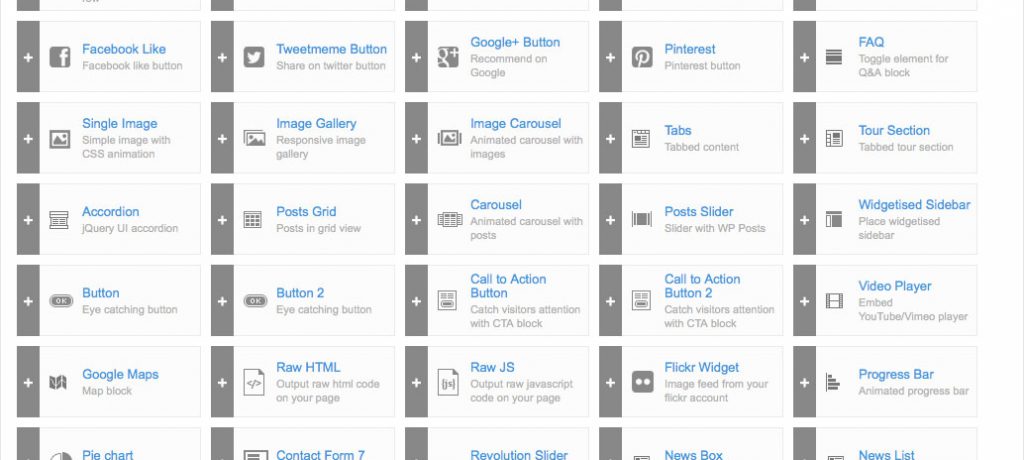 row
Facebook Like
Facebook like button
Tweetmeme Button
Share on twitter button
Google+ Button
Recommend on
Google
Pinterest
Pinterest button
FAQ
Toggle element for
Q&A block
Single Image
Simple image with
CSS animation
Image Gallery
Responsive image
gallery
Image Carousel
Animated carousel with
images
Tabs
Tabbed content
Tour Section
Tabbed tour section
Accordion
jQuery UI accordion
Posts Grid
Posts in grid view
Carousel
Animated carousel with
posts
Posts Slider
Slider with WP Posts
Widgetised Sidebar
Place widgetised
sidebar
OK
Button
Eye catching button
OK
Button 2
Eye catching button
Call to Action
Button
Catch visitors attention
with CTA block
Call to Action
Button 2
Catch visitors attention
with CTA block
Video Player
Embed
YouTube/Vimeo player
Google Maps
Map block
Raw HTML
Output raw html code
on your page
{js}
Raw JS
Output raw javascript
code on your page
Flickr Widget
Image feed from your
flickr account
Progress Bar
Animated progress bar
Pie chart
Contact Form 7
Revolution Slider
News Box
News List